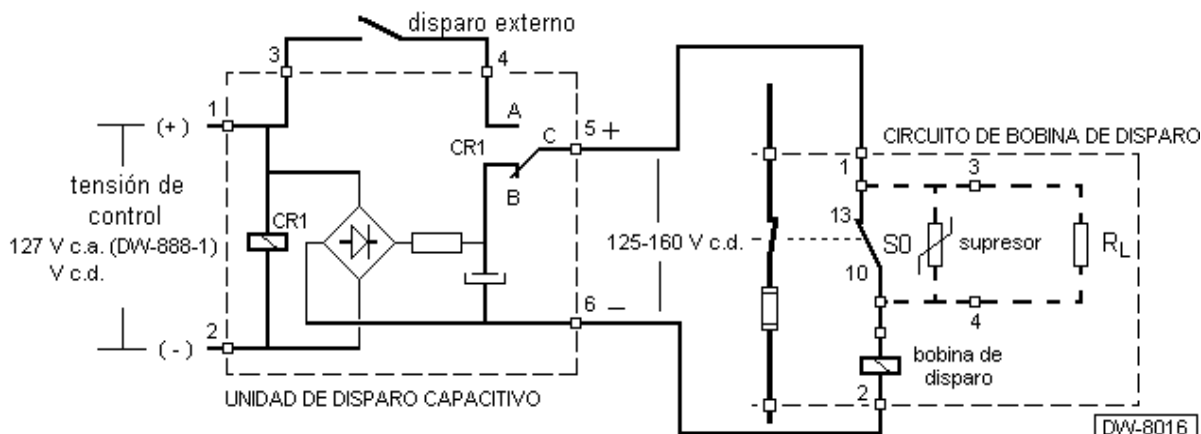 disparo externo
3
4
1
(+)
A
C
5 +
CIRCUITO DE BOBINA DE DISPARO
CR1
B
1
3
tensión de
control
127 V c.a. (DW-888-1)
V c.d.
CR1
125-160 V c.d.
13
S0
supresor
RL
10
6 –
4
2
(-)
bobina de
disparo
2
UNIDAD DE DISPARO CAPACITIVO
DW-8016